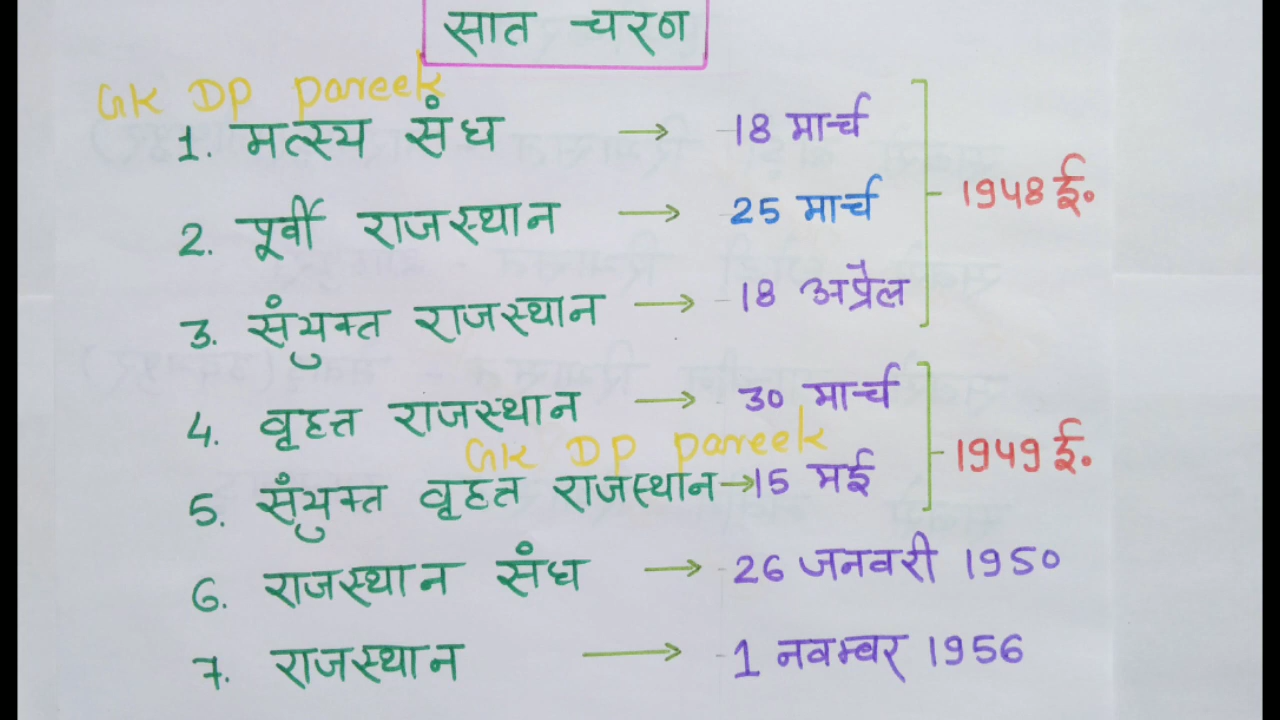 सात चरण
GK DP pareek
1. मत्स्य संघ → 18 मार्च
2. पूर्वी राजस्थान → 25 मार्च
1948 ई.
3. संयुक्त राजस्थान → 18 अप्रैल
4. वृहत्त राजस्थान → 30 मार्च
GK DP pareek
1949 ई.
5. संयुक्त वृहत्त राजस्थान → 15 मई
6. राजस्थान संघ → 26 जनवरी 1950
7. राजस्थान → 1 नवम्बर 1956